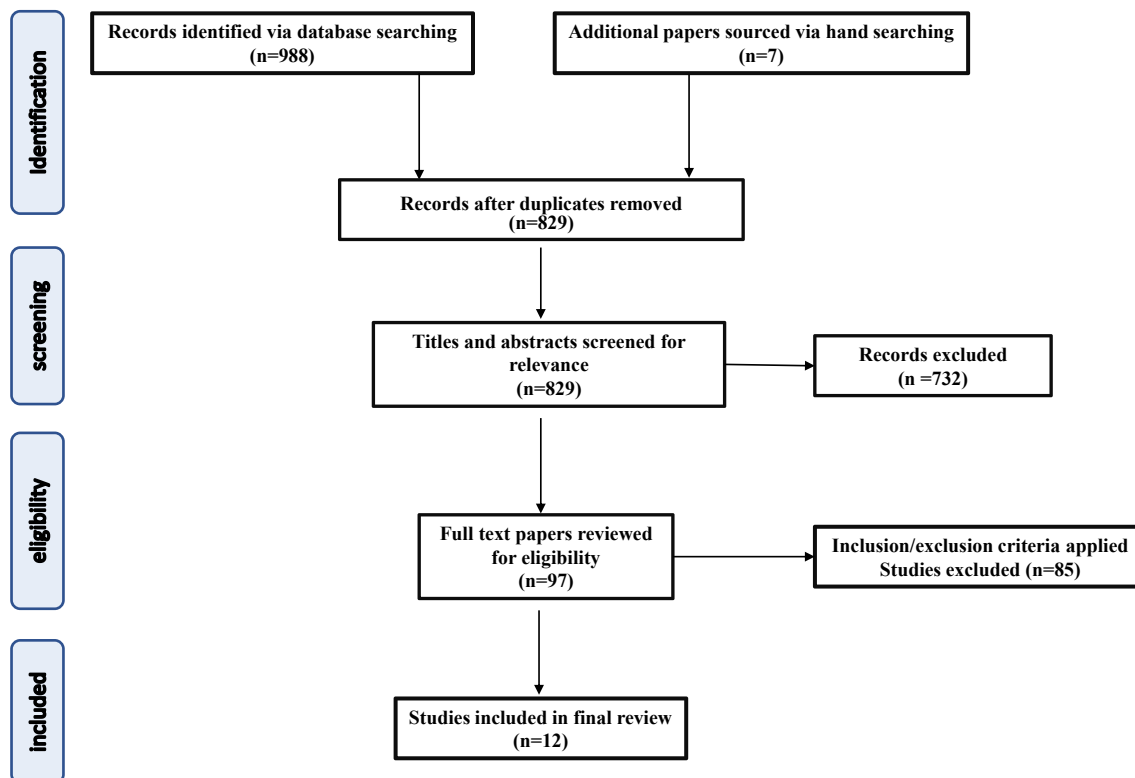 Identification
Records identified via database searching
(n=988)
Additional papers sourced via hand searching
(n=7)
Records after duplicates removed
(n=829)
screening
Titles and abstracts screened for
relevance
(n=829)
Records excluded
(n =732)
eligibility
Full text papers reviewed
for eligibility
(n=97)
Inclusion/exclusion criteria applied
Studies excluded (n=85)
included
Studies included in final review
(n=12)